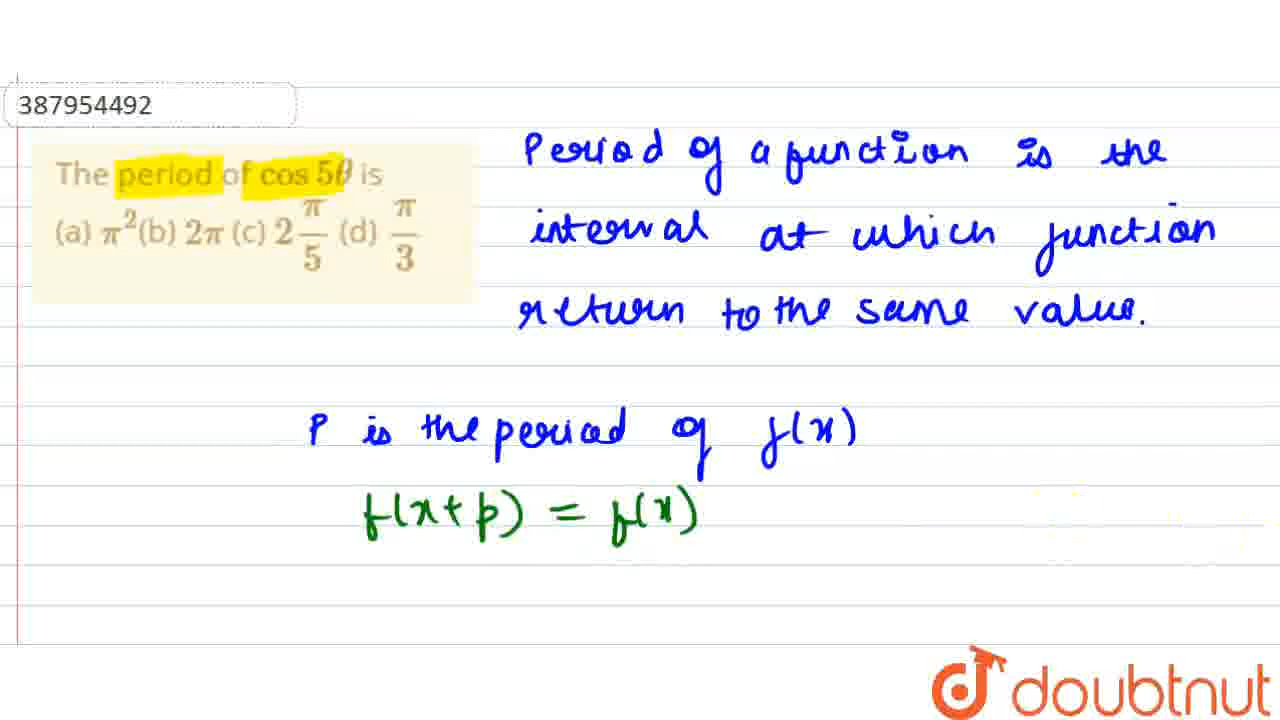 387954492
The period of cos 5θ is
(a) π²(b) 2π (c) 2 π/5 (d) π/3
Period of a function is the
interval at which function
return to the same value.
P is the period of f(x)
f(x+p) = f(x)
doubtnut